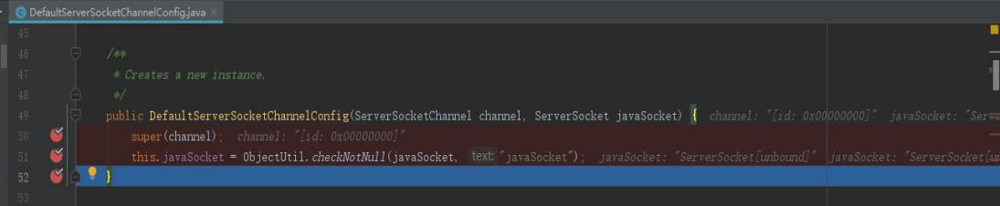 DefaultServerSocketChannelConfig.java
45
46 /**
47 * Creates a new instance.
48 */
49 public DefaultServerSocketChannelConfig(ServerSocketChannel channel, ServerSocket javaSocket) { channel: "[id: 0x00000000]" javaSocket: "Serv
50 super(channel); channel: "[id: 0x00000000]"
51 this.javaSocket = ObjectUtil.checkNotNull(javaSocket, text: "javaSocket"); javaSocket: "ServerSocket[unbound]" javaSocket: "ServerSocket[un
52 }
53